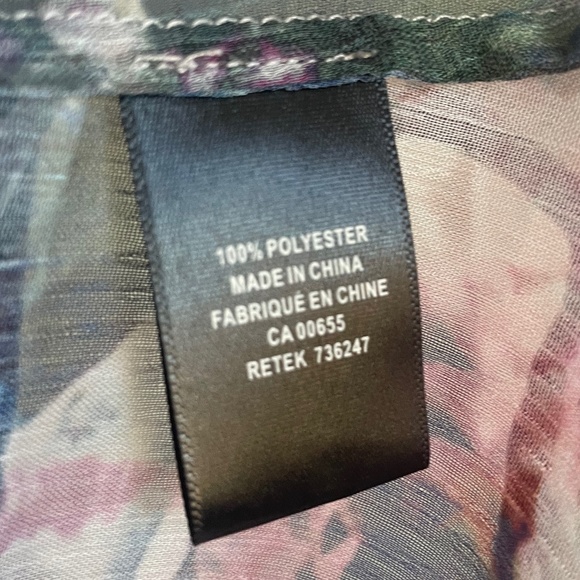 100% POLYESTER
MADE IN CHINA
FABRIQUÉ EN CHINE
CA 00655
RETEK 736247